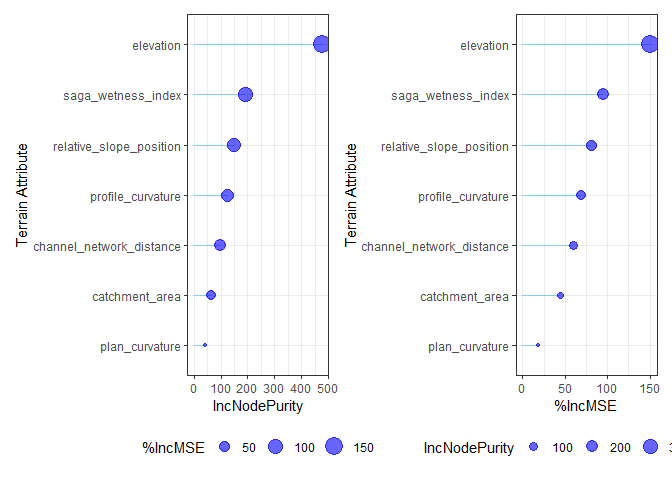 Terrain Attribute
elevation
saga_wetness_index
relative_slope_position
profile_curvature
channel_network_distance
catchment_area
plan_curvature
0 100 200 300 400 500
IncNodePurity
%IncMSE 50 100 150
Terrain Attribute
elevation
saga_wetness_index
relative_slope_position
profile_curvature
channel_network_distance
catchment_area
plan_curvature
0 50 100 150
%IncMSE
IncNodePurity 100 200